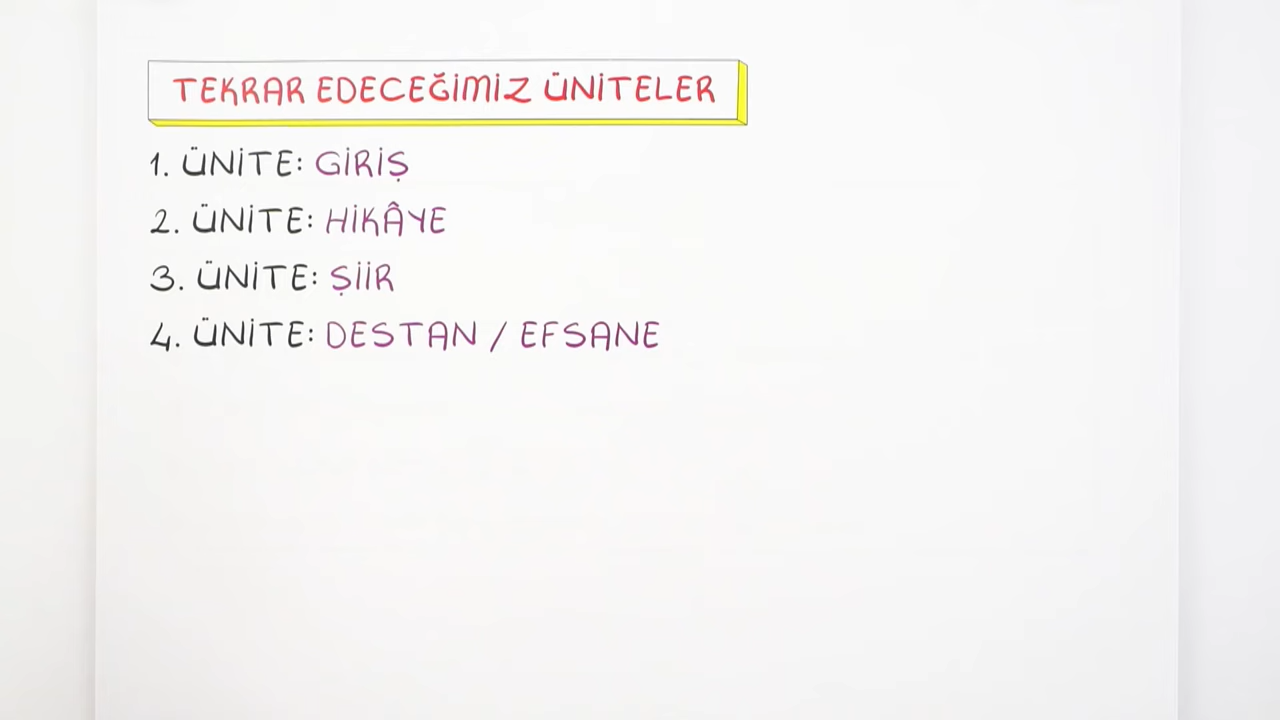 TEKRAR EDECEĞİMİZ ÜNİTELER
1. ÜNİTE: GİRİŞ
2. ÜNİTE: HİKÂYE
3. ÜNİTE: ŞİİR
4. ÜNİTE: DESTAN / EFSANE